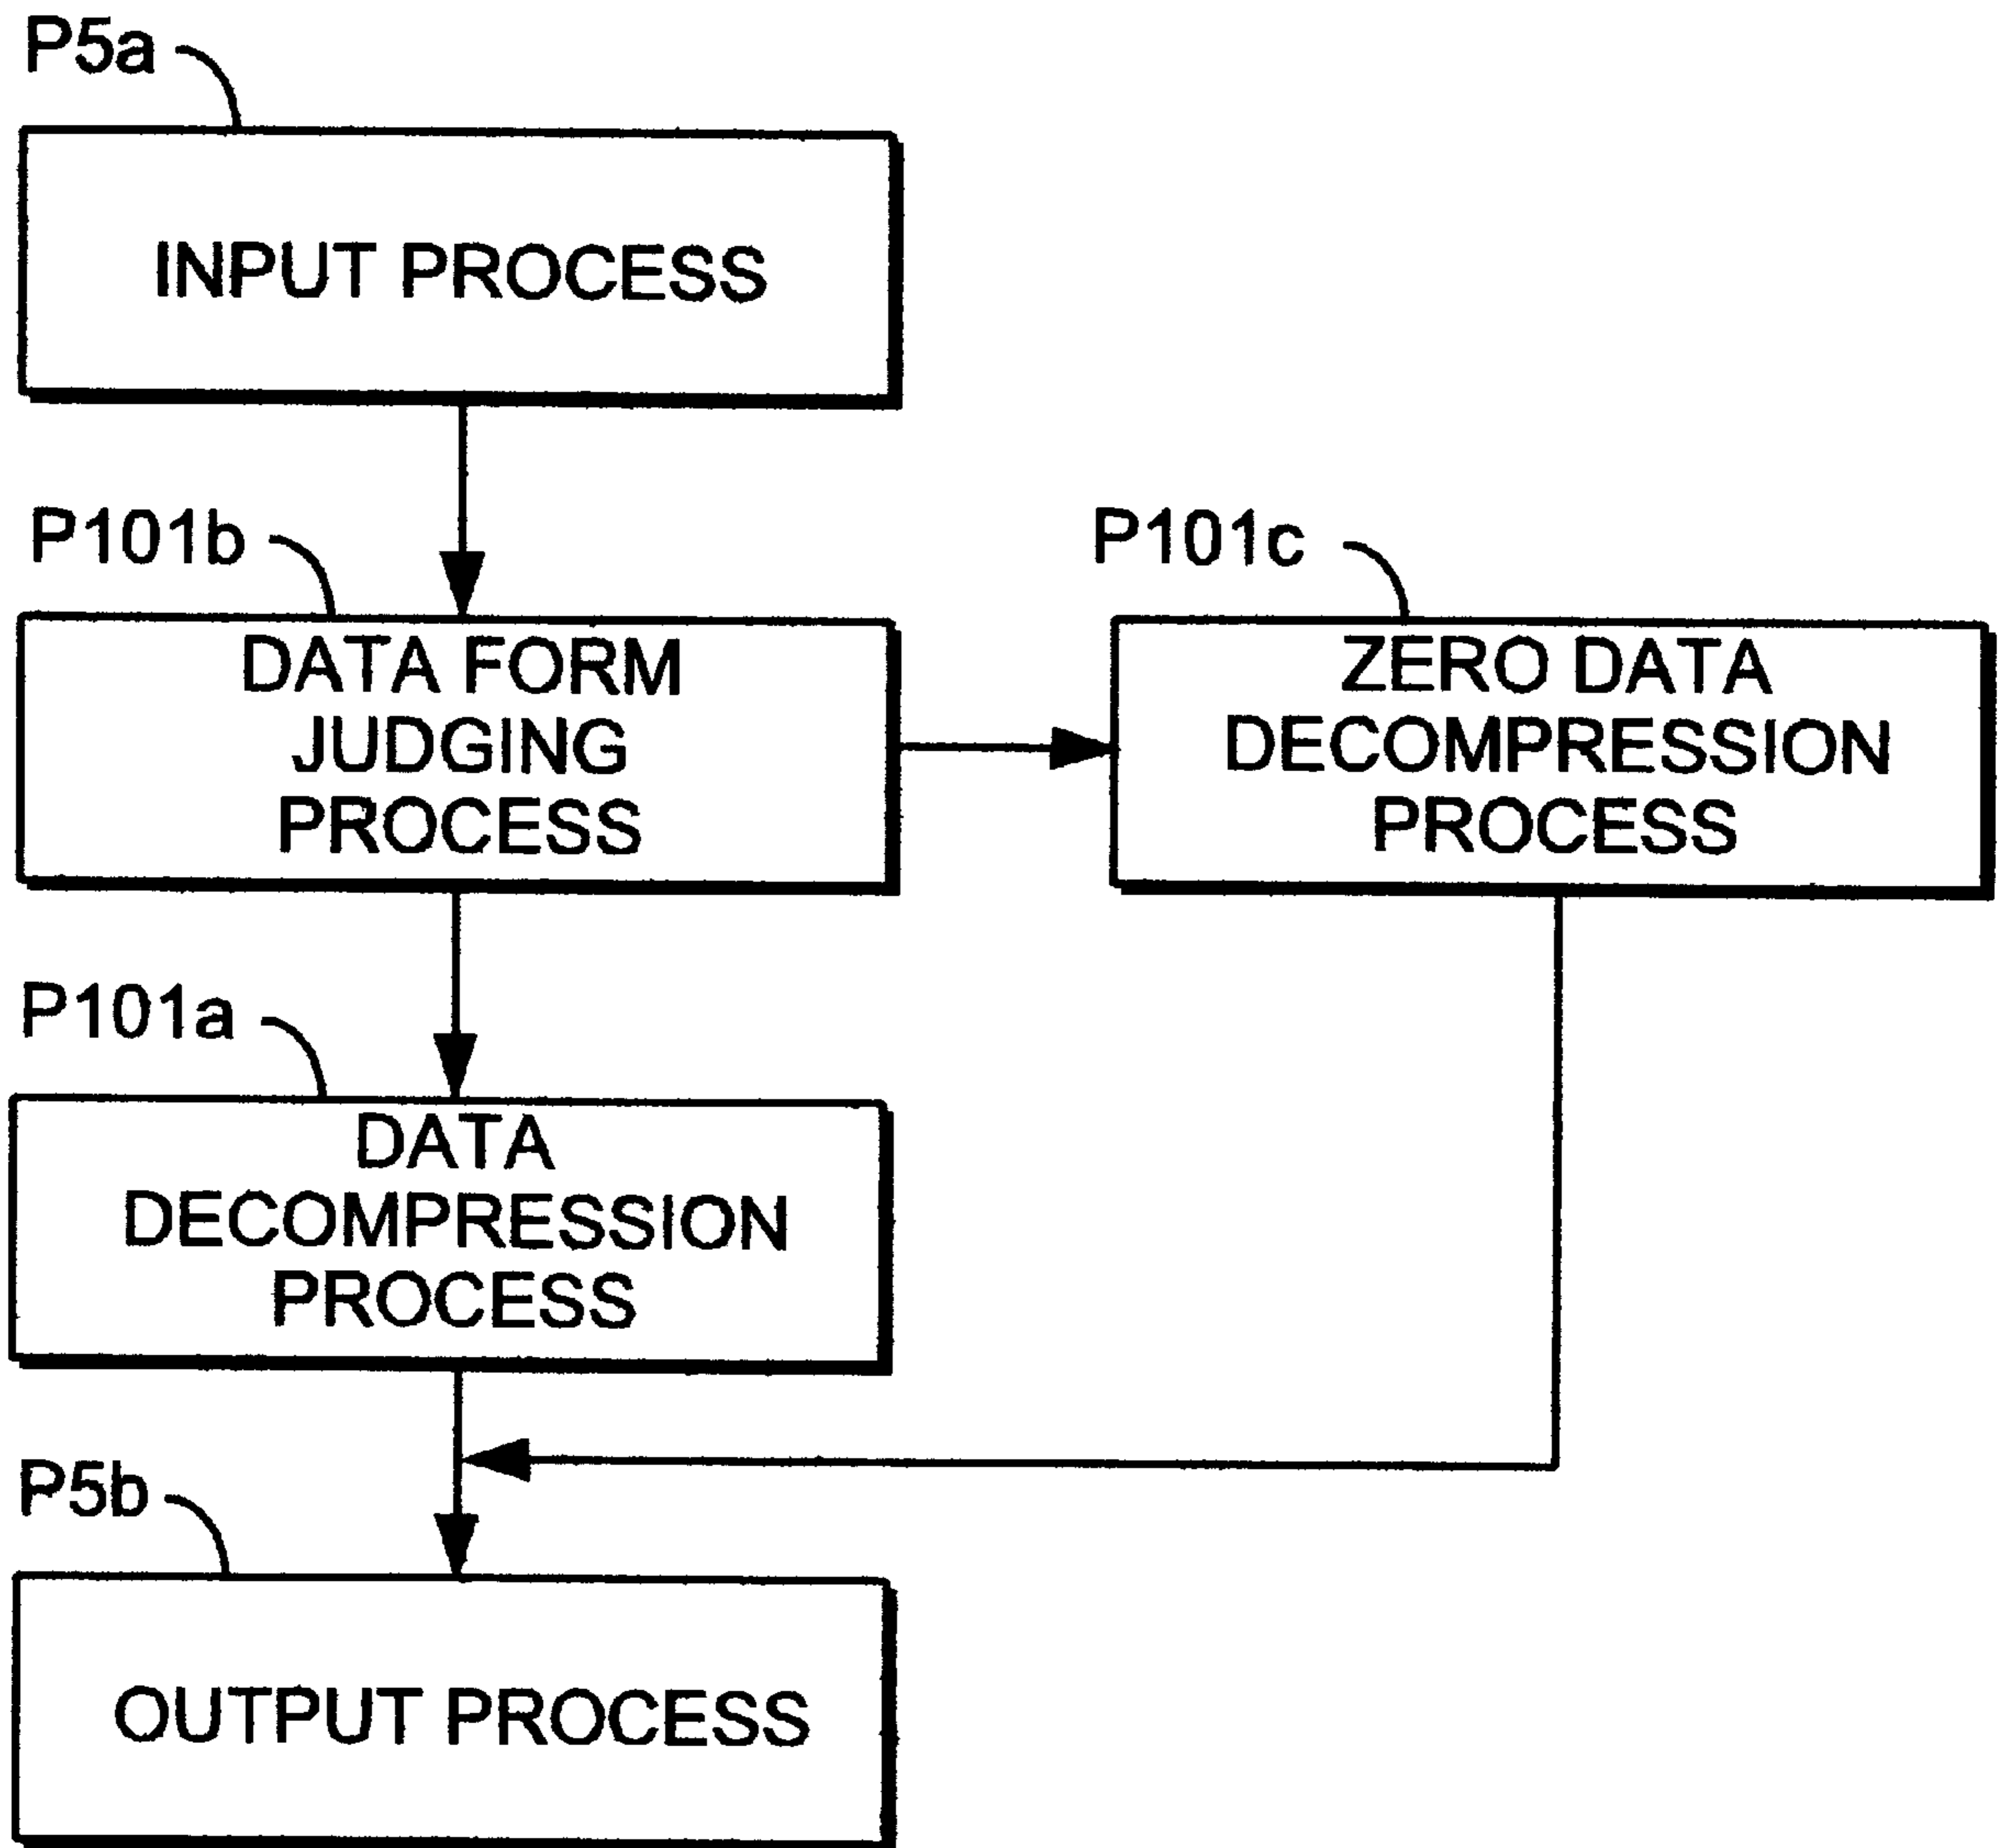 P5a
INPUT PROCESS
P101b
DATA FORM
JUDGING
PROCESS
P101c
ZERO DATA
DECOMPRESSION
PROCESS
P101a
DATA
DECOMPRESSION
PROCESS
P5b
OUTPUT PROCESS